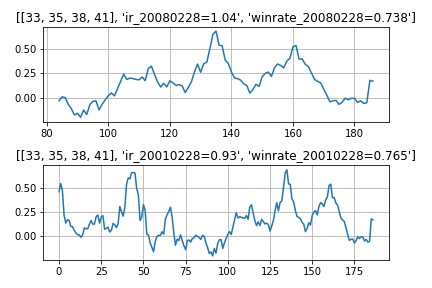 [[33, 35, 38, 41], 'ir_20080228=1.04', 'winrate_20080228=0.738']
0.50
0.25
0.00
80 100 120 140 160 180
[[33, 35, 38, 41], 'ir_20010228=0.93', 'winrate_20010228=0.765']
0.50
0.25
0.00
0 25 50 75 100 125 150 175